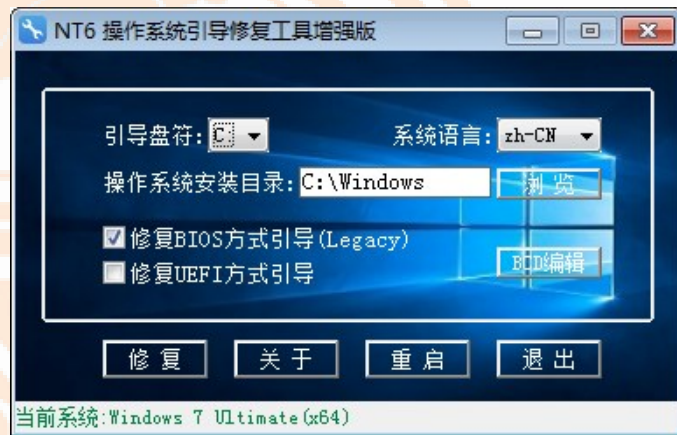 NT6 操作系统引导修复工具增强版
引导盘符: C: 系统语言: zh-CN
操作系统安装目录: C:\Windows 浏览
修复BIOS方式引导(Legacy)
修复UEFI方式引导 BCD编辑
修复 关于 重启 退出
当前系统:Windows 7 Ultimate(x64)